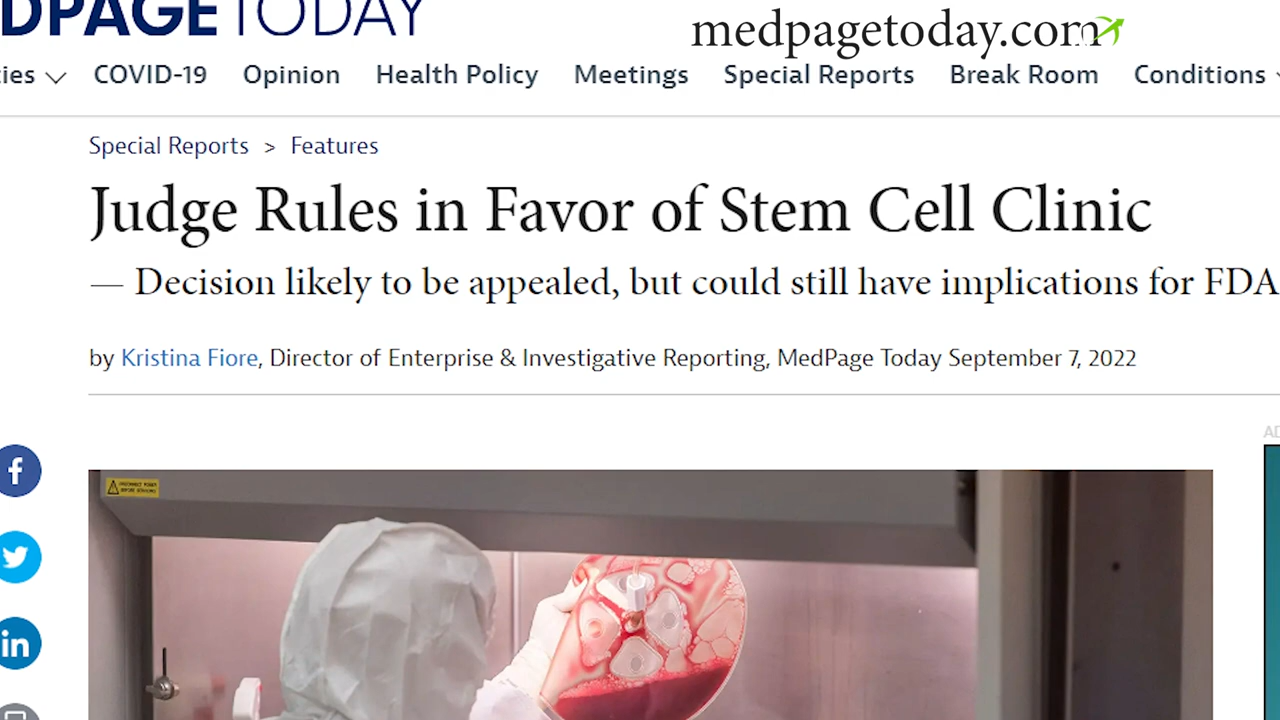 DPAGE TODAY
medpagetoday.com
ies
COVID-19 Opinion Health Policy Meetings Special Reports Break Room Conditions
Special Reports > Features
Judge Rules in Favor of Stem Cell Clinic
— Decision likely to be appealed, but could still have implications for FDA
by Kristina Fiore, Director of Enterprise & Investigative Reporting, MedPage Today September 7, 2022
AD
f
in